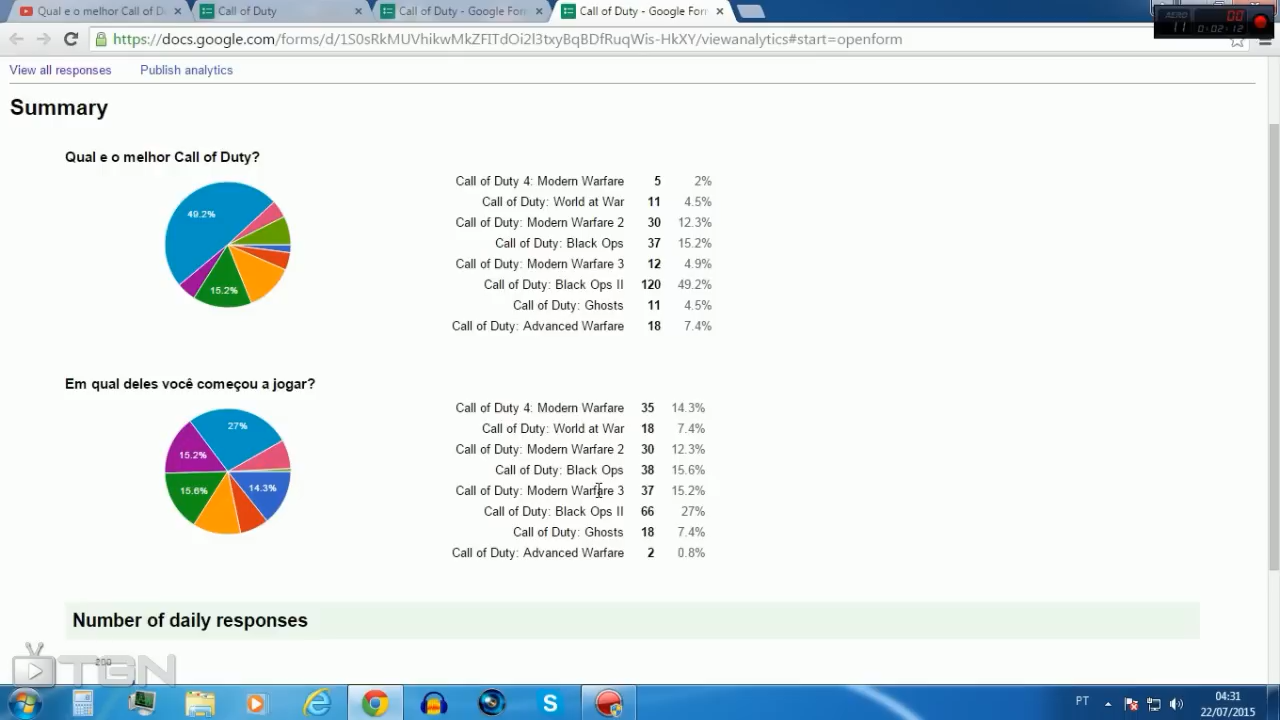 Qual e o melhor Call of D
Call of Duty
Call of Duty
Call of Duty - Google For
https://docs.google.com/forms/d/
/viewanalytics#start=openform
View all responses Publish analytics
Summary
Qual e o melhor Call of Duty?
49.2%
15.2%
Call of Duty 4: Modern Warfare 5 2%
Call of Duty: World at War 11 4.5%
Call of Duty: Modern Warfare 2 30 12.3%
Call of Duty: Black Ops 37 15.2%
Call of Duty: Modern Warfare 3 12 4.9%
Call of Duty: Black Ops II 120 49.2%
Call of Duty: Ghosts 11 4.5%
Call of Duty: Advanced Warfare 18 7.4%
Em qual deles você começou a jogar?
27%
15.2%
15.6%
14.3%
Call of Duty 4: Modern Warfare 35 14.3%
Call of Duty: World at War 18 7.4%
Call of Duty: Modern Warfare 2 30 12.3%
Call of Duty: Black Ops 38 15.6%
Call of Duty: Modern Warfare 3 37 15.2%
Call of Duty: Black Ops II 66 27%
Call of Duty: Ghosts 18 7.4%
Call of Duty: Advanced Warfare 2 0.8%
Number of daily responses
200
TGN
PT
04:31
22/07/2015